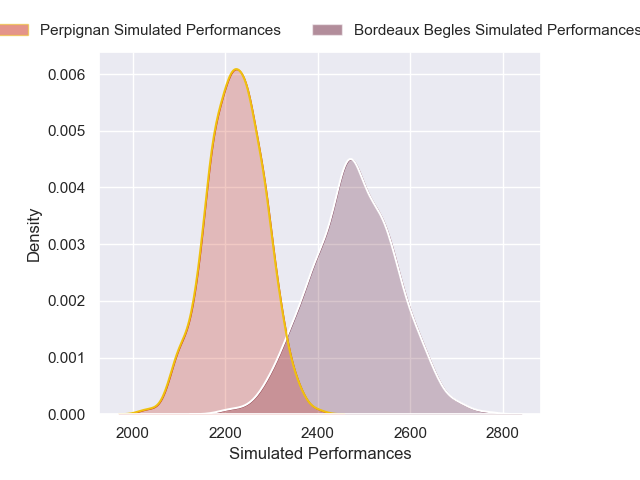 Perpignan Simulated Performances
Bordeaux Begles Simulated Performances
0.006
0.005
0.004
0.003
0.002
0.001
0.000
Density
2000 2200 2400 2600 2800
Simulated Performances